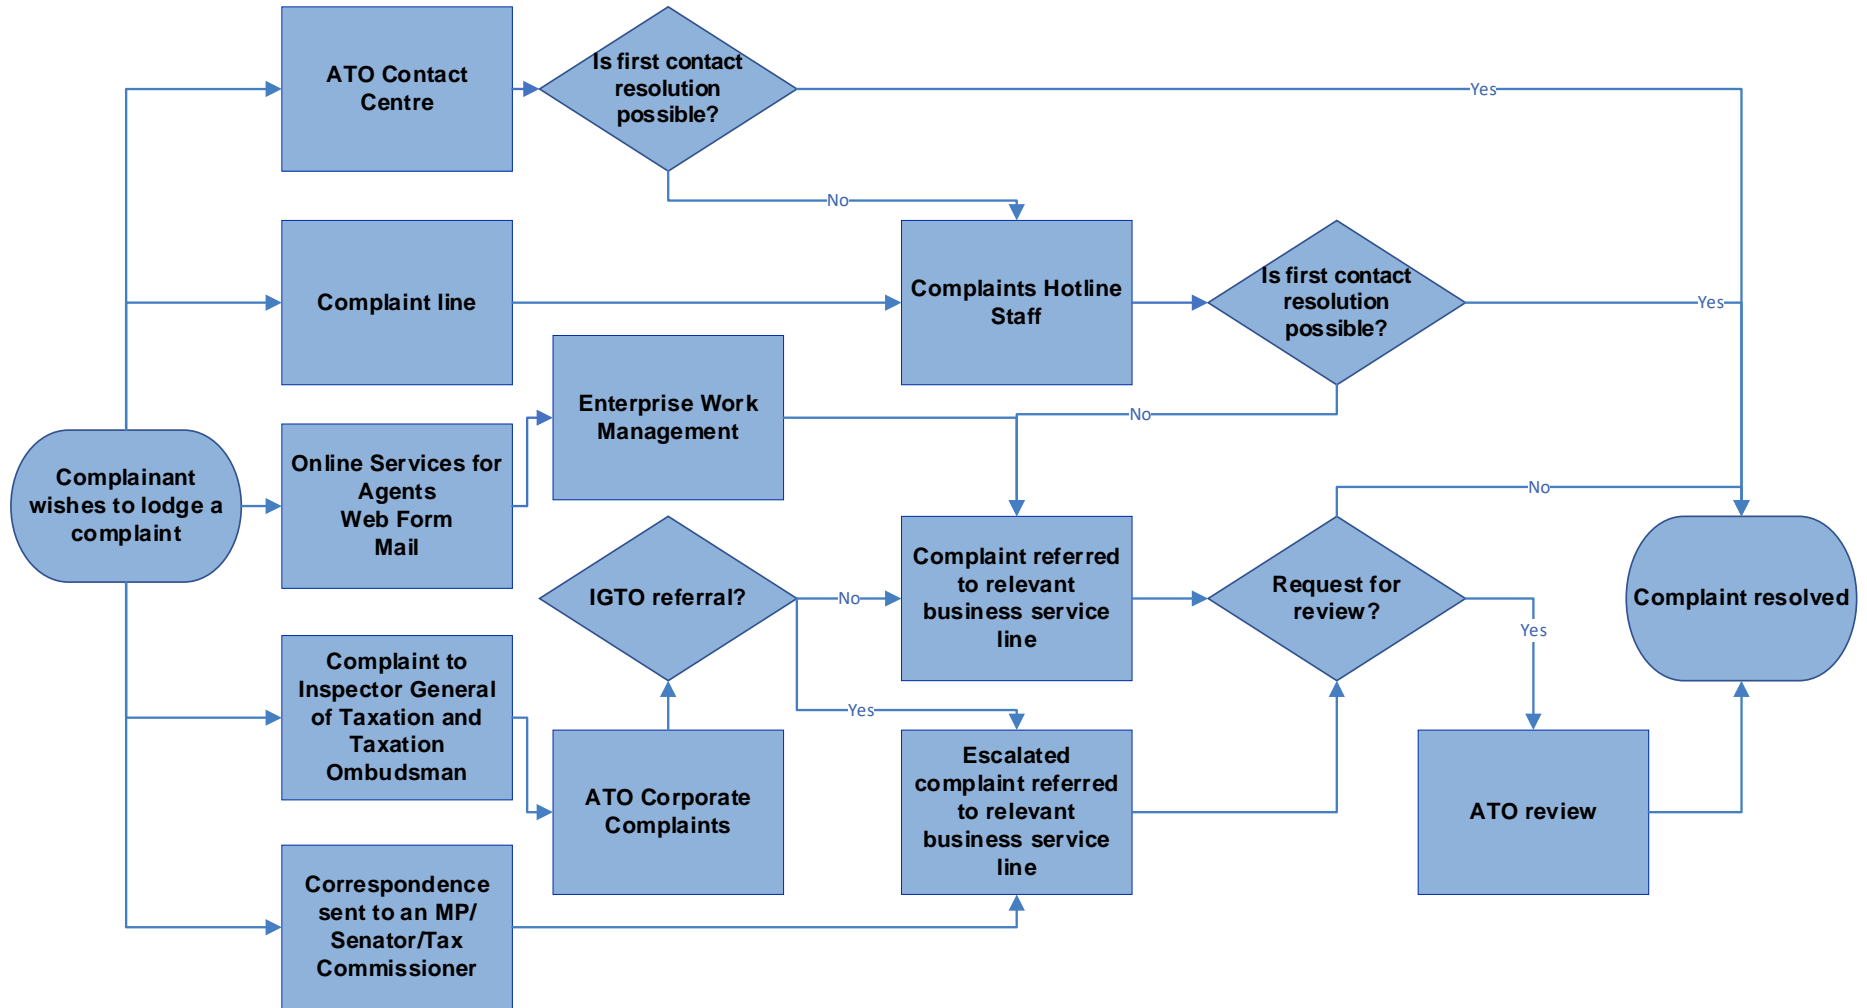 ATO Contact
Centre
Is first contact
resolution
possible?
Yes
No
Complaint line
Complaints Hotline
Staff
Is first contact
resolution
possible?
Yes
No
Enterprise Work
Management
Complainant
wishes to lodge a
complaint
Online Services for
Agents
Web Form
Mail
No
IGTO referral?
No
Complaint referred
to relevant
business service
line
Request for
review?
Yes
Complaint resolved
Complaint to
Inspector General
of Taxation and
Taxation
Ombudsman
Yes
ATO Corporate
Complaints
Escalated
complaint referred
to relevant
business service
line
ATO review
Correspondence
sent to an MP/
Senator/Tax
Commissioner